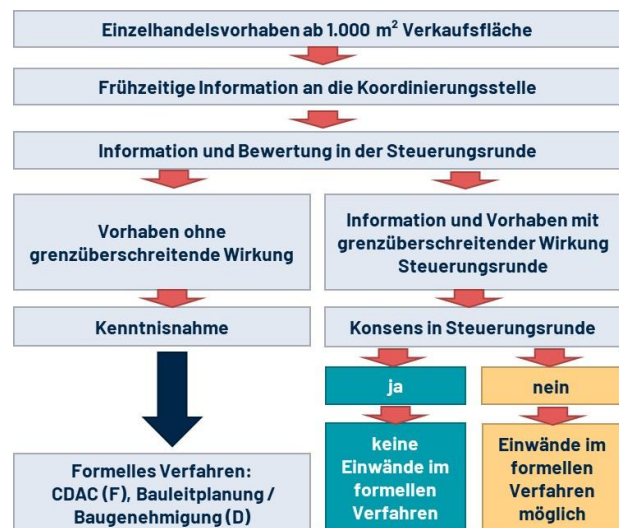 Einzelhandelsvorhaben ab 1.000 m² Verkaufsfläche
Frühzeitige Information an die Koordinierungsstelle
Information und Bewertung in der Steuerungsrunde
Vorhaben ohne
grenzüberschreitende Wirkung
Information und Vorhaben mit
grenzüberschreitender Wirkung
Steuerungsrunde
Kenntnisnahme
Konsens in Steuerungsrunde
ja
nein
Formelles Verfahren:
CDAC (F), Bauleitplanung /
Baugenehmigung (D)
keine
Einwände im
formellen
Verfahren
Einwände im
formellen
Verfahren
möglich